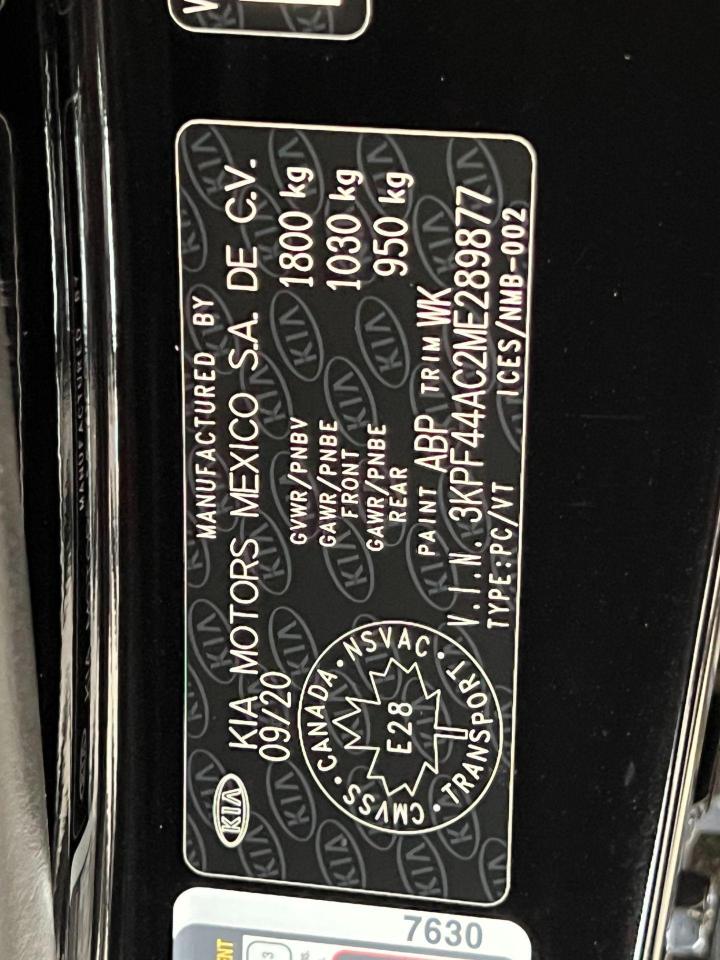 KIA
MANUFACTURED BY
KIA MOTORS MEXICO S.A. DE C.V.
09/20
GVWR/PNBV 1800 kg
GAWR/PNBE FRONT 1030 kg
GAWR/PNBE REAR 950 kg
PAINT ABP TRIM WK
V.I.N. 3KPF44AC2ME289877
TYPE:PC/VT ICES/NMB-002
CMVSS · CANADA · NSVAC · TRANSPORT ·
E28
7630